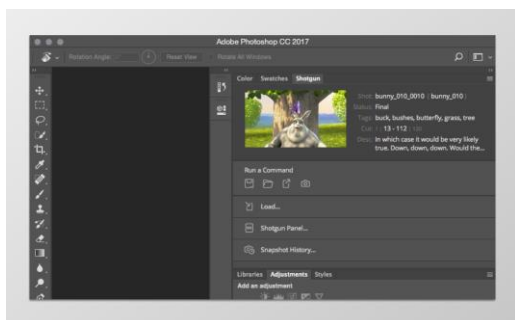 Adobe Photoshop CC 2017
Rotation Angle: Reset View Rotate All Windows
Color Swatches Shotgun
Shot: bunny_010_0010 | bunny_010 |
Status: Final
Tags: buck, bushes, butterfly, grass, tree
Cut: 13 - 112
Desc: In which case it would be very likely
true. Down, down, down. Would the...
Run a Command
Load...
Shotgun Panel...
Snapshot History...
Libraries Adjustments Styles
Add an adjustment